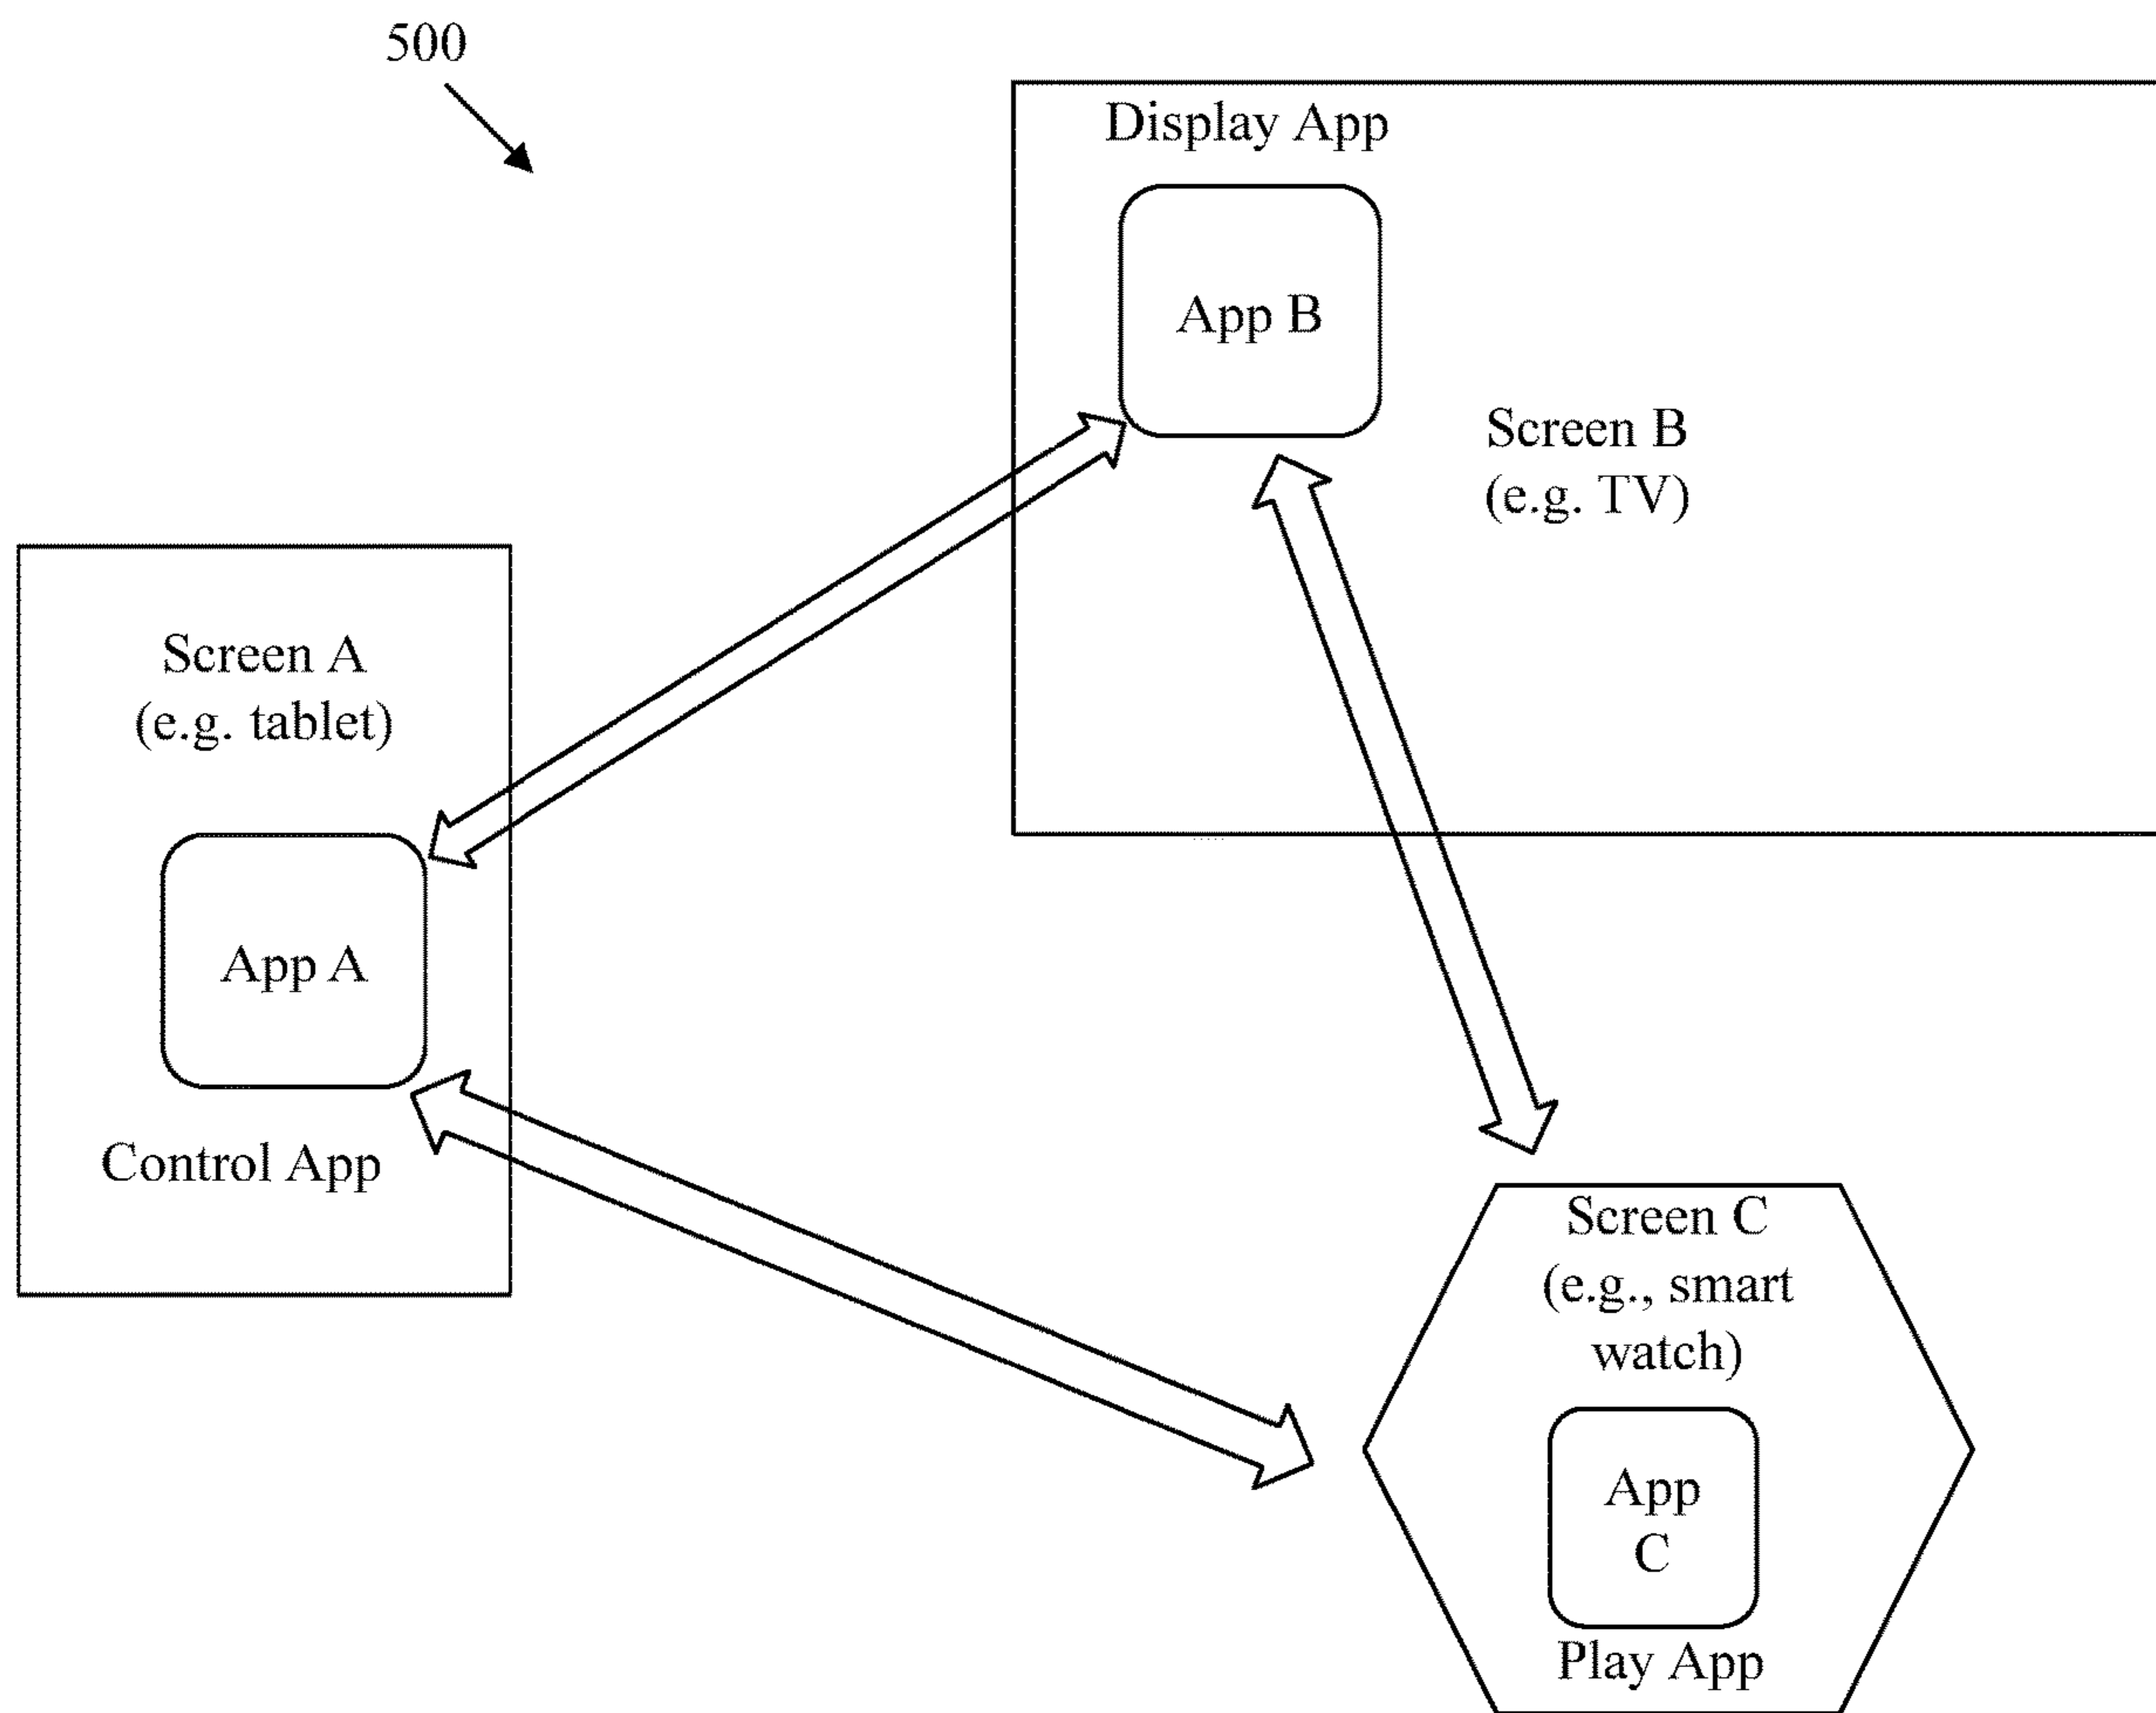 500
Display App
App B
Screen B
(e.g. TV)
Screen A
(e.g. tablet)
App A
Control App
Screen C
(e.g., smart
watch)
App
C
Play App